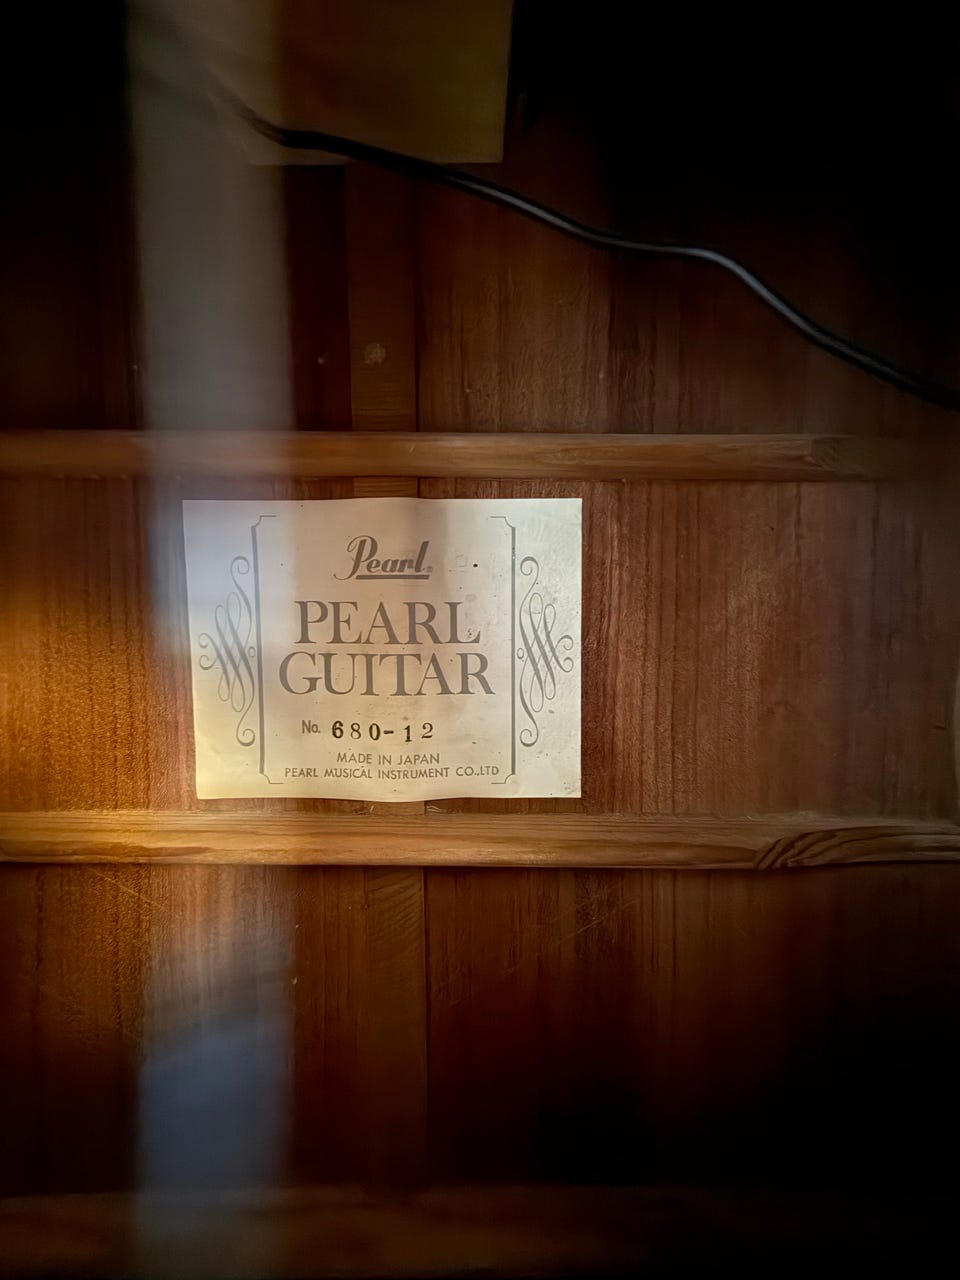 Pearl
PEARL
GUITAR
No. 680-12
MADE IN JAPAN
PEARL MUSICAL INSTRUMENT CO.,LTD